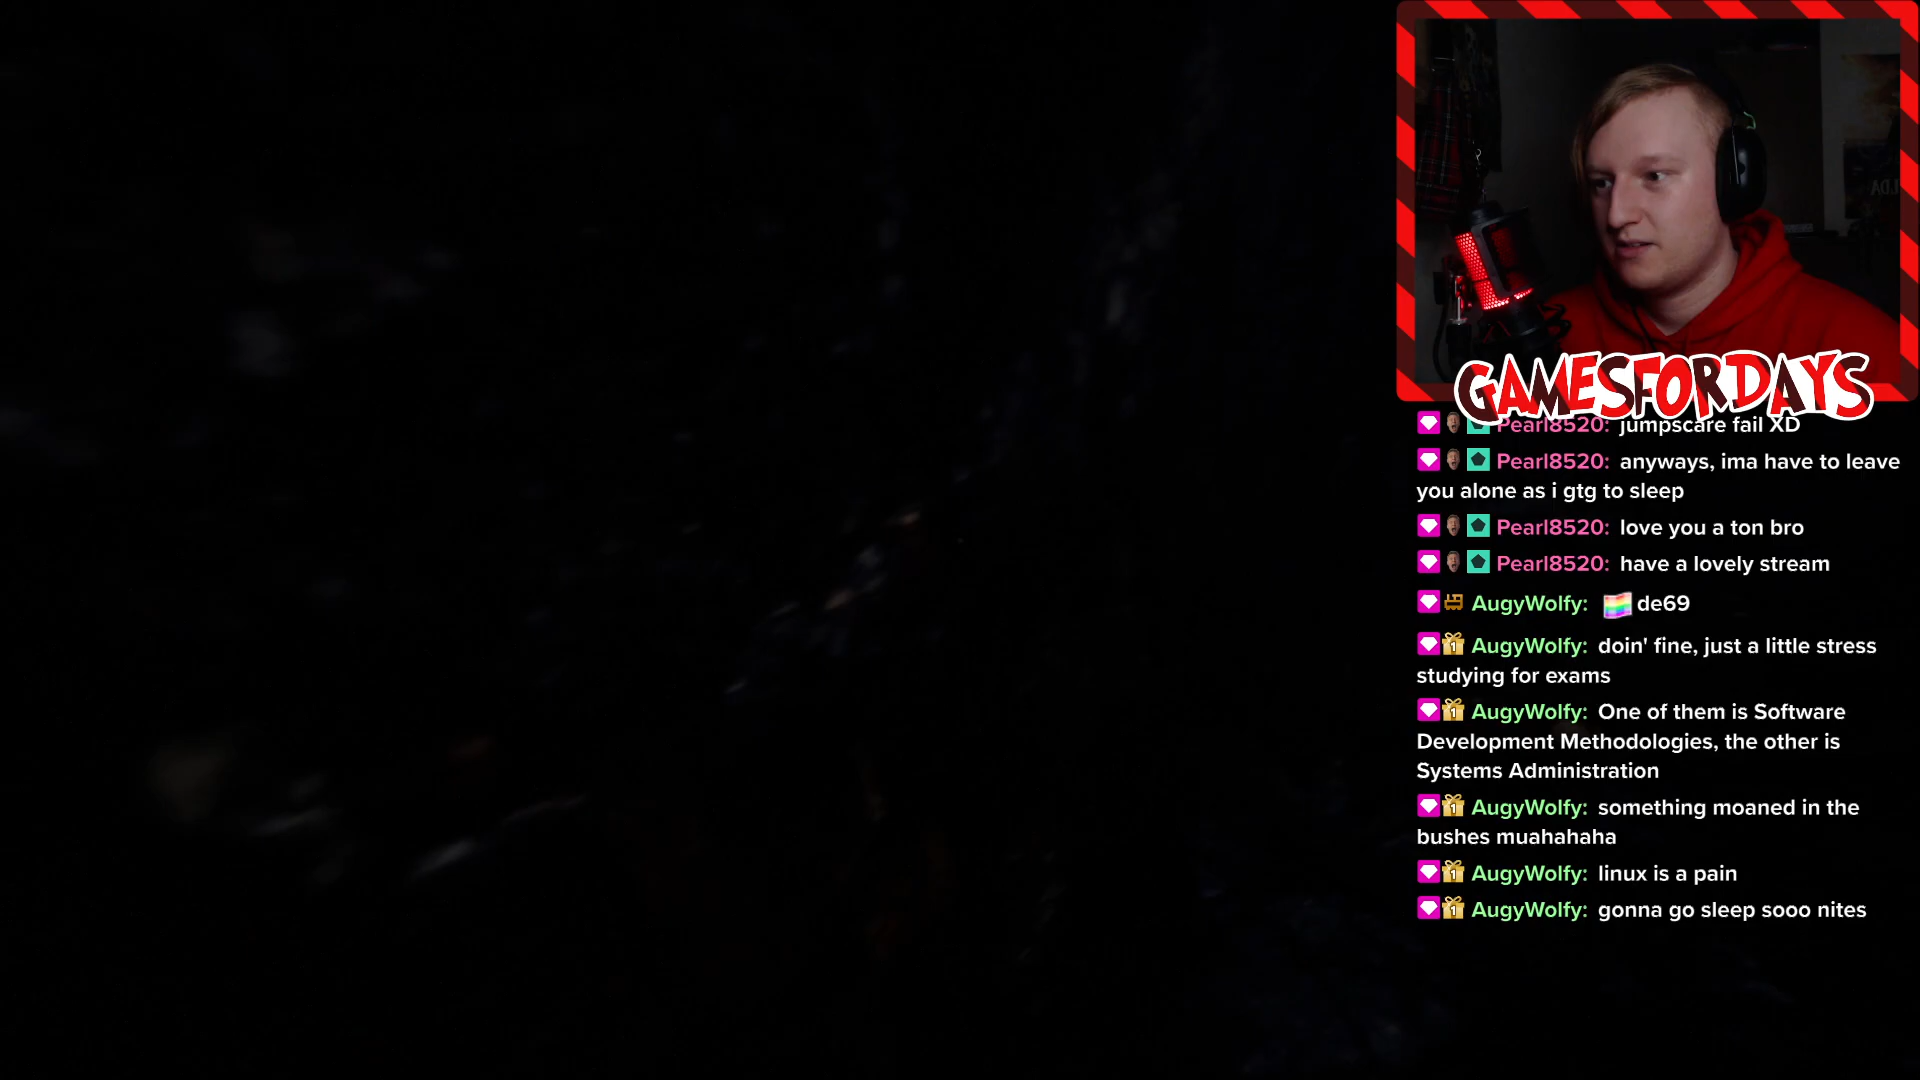 LDA
GAMESFORDAYS
Pearl8520: jumpscare fail XD
Pearl8520: anyways, ima have to leave
you alone as i gtg to sleep
Pearl8520: love you a ton bro
Pearl8520: have a lovely stream
AugyWolfy: de69
AugyWolfy: doin' fine, just a little stress
studying for exams
AugyWolfy: One of them is Software
Development Methodologies, the other is
Systems Administration
AugyWolfy: something moaned in the
bushes muahahaha
AugyWolfy: linux is a pain
AugyWolfy: gonna go sleep sooo nites